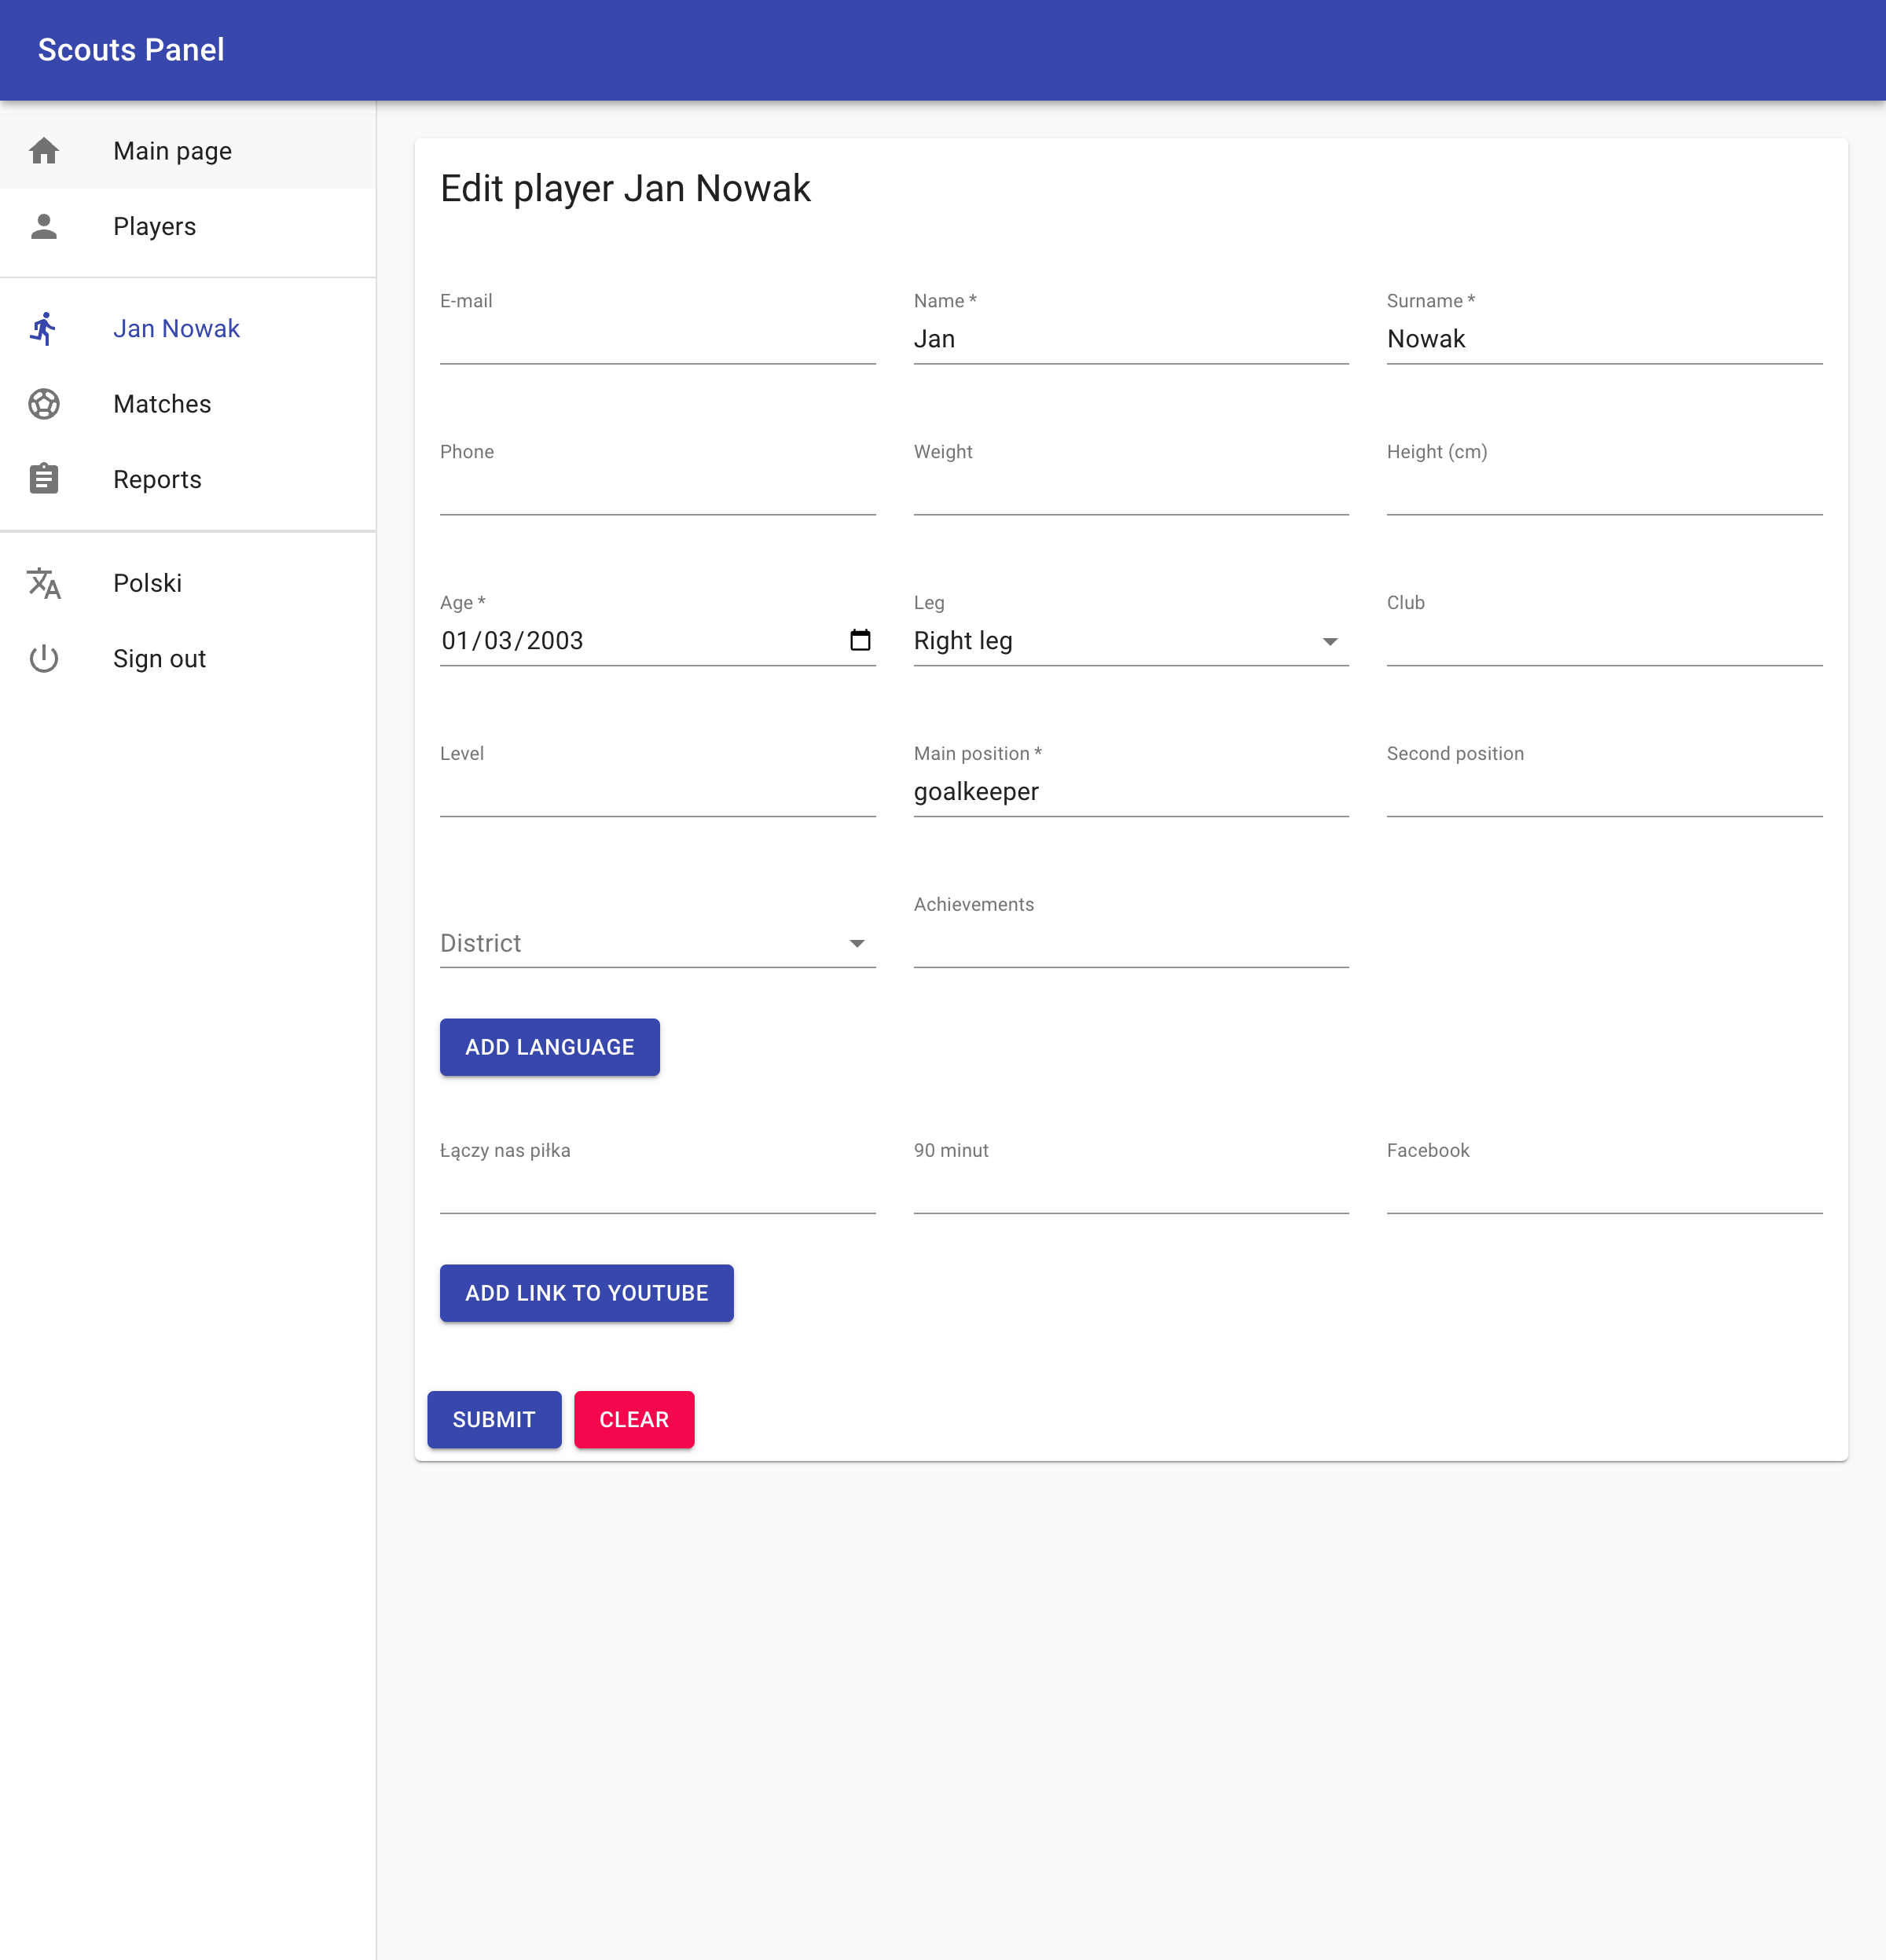 Scouts Panel
Main page
Players
Jan Nowak
Matches
Reports
Polski
Sign out
Edit player Jan Nowak
E-mail
Name *
Jan
Surname *
Nowak
Phone
Weight
Height (cm)
Age *
01/03/2003
Leg
Right leg
Club
Level
Main position *
goalkeeper
Second position
District
Achievements
ADD LANGUAGE
Łączy nas piłka
90 minut
Facebook
ADD LINK TO YOUTUBE
SUBMIT
CLEAR